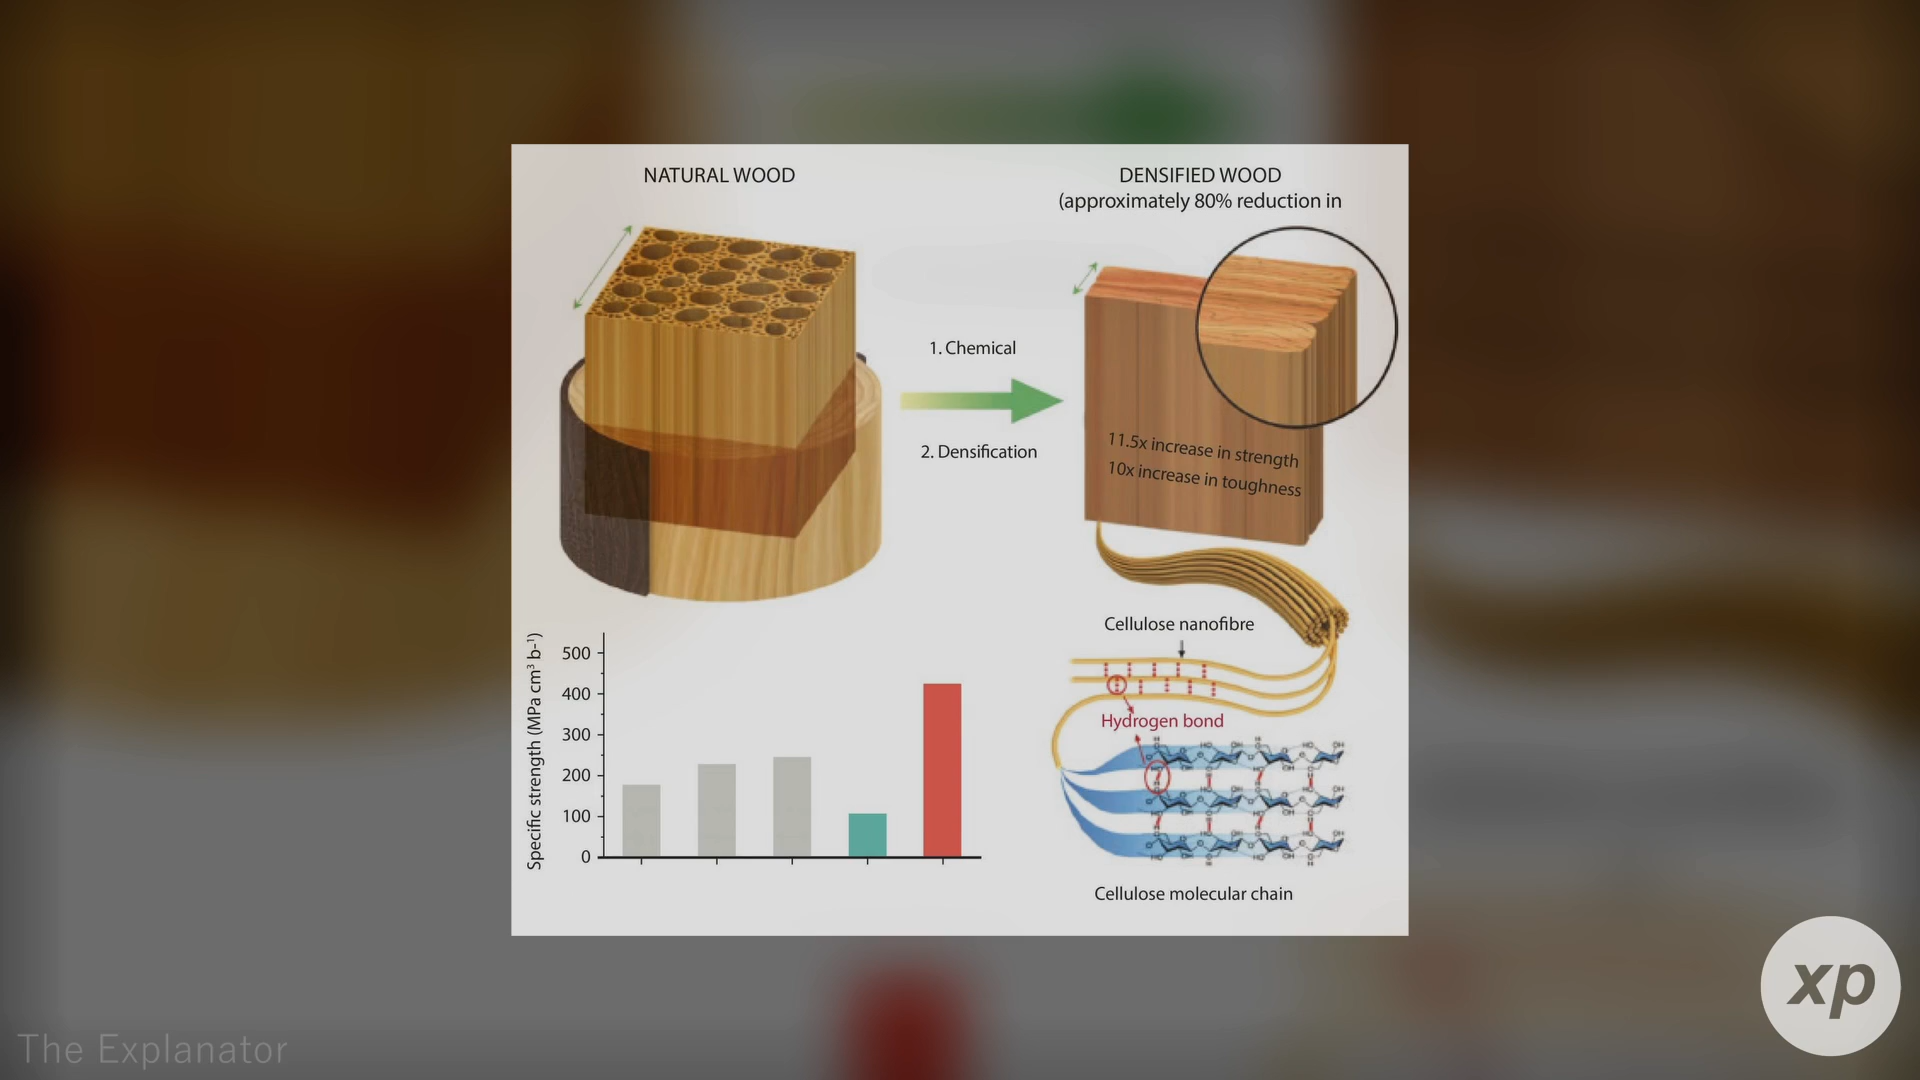 NATURAL WOOD
DENSIFIED WOOD
(approximately 80% reduction in
1. Chemical
2. Densification
11.5x increase in strength
10x increase in toughness
Cellulose nanofibre
Hydrogen bond
Cellulose molecular chain
Specific strength (MPa cm³ b-¹)
500
400
300
200
100
0
The Explanator
xp